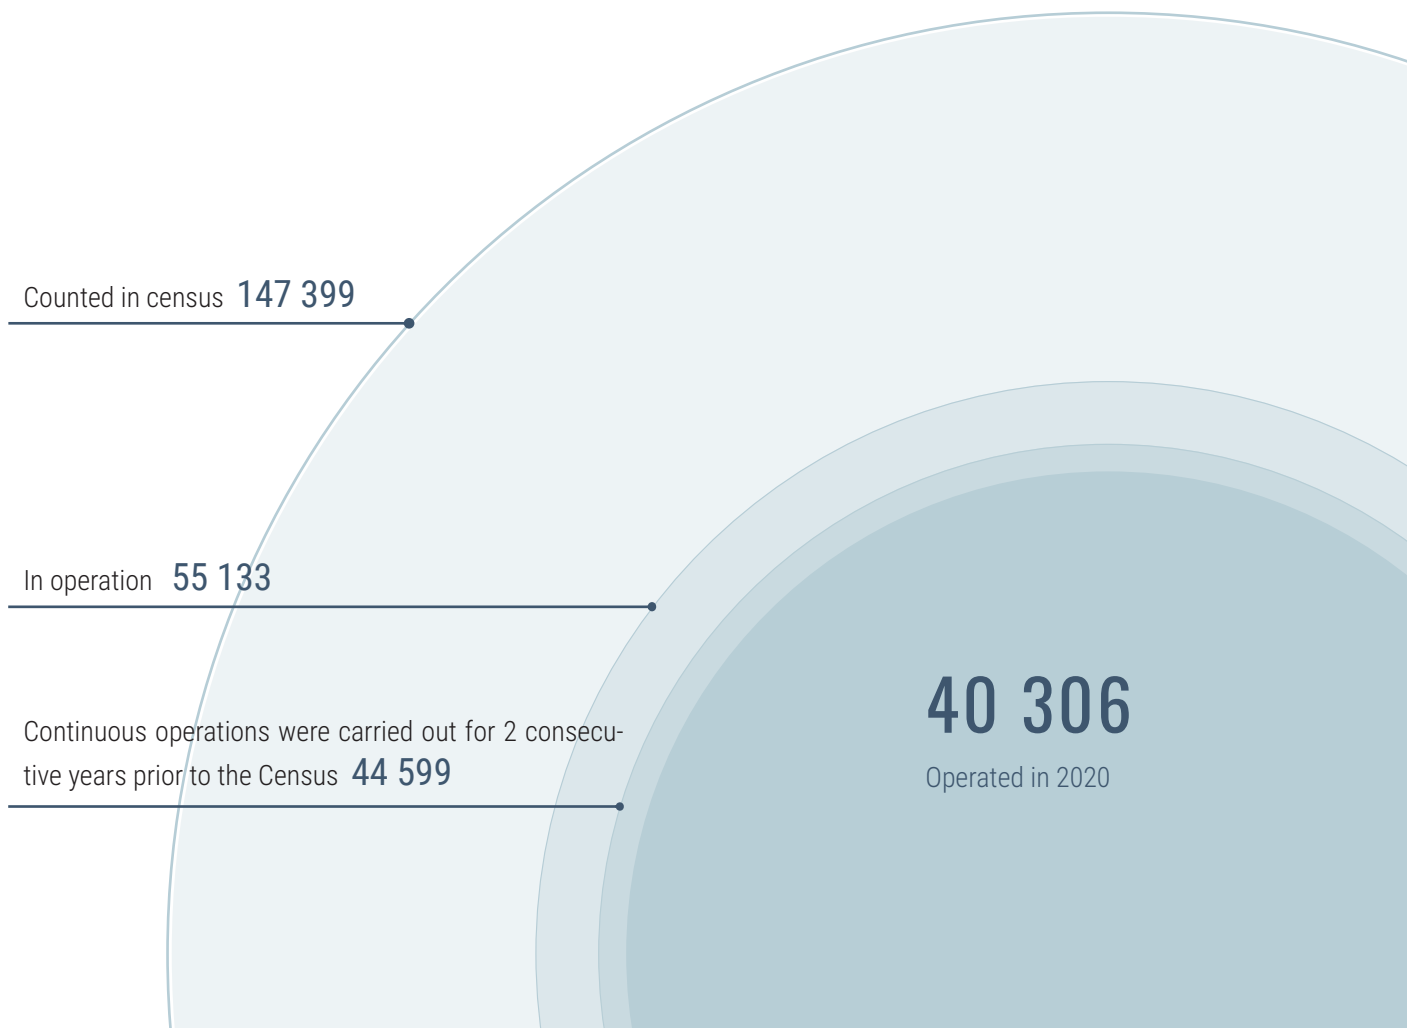 Counted in census 147 399
In operation 55 133
Continuous operations were carried out for 2 consecu-
tive years prior to the Census 44 599
40 306
Operated in 2020